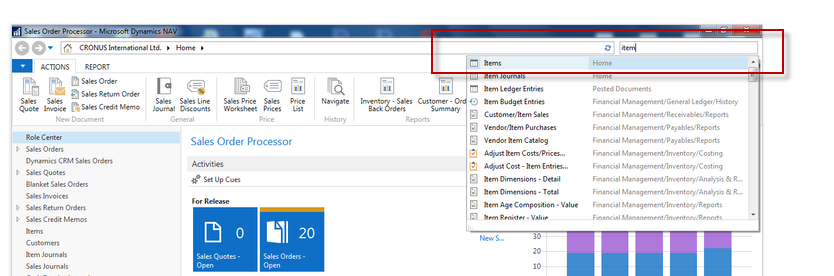 Sales Order Processor - Microsoft Dynamics NAV
CRONUS International Ltd. ▸ Home ▸
item
ACTIONS REPORT
Sales Quote
Sales Invoice
Sales Order
Sales Return Order
Sales Credit Memo
New Document
Sales Journal
Sales Line Discounts
General
Sales Price Worksheet
Sales Prices
Price List
Price
Navigate
History
Inventory - Sales Back Orders
Customer - Ord
Summary
Reports
Items Home
Item Journals Home
Item Ledger Entries Posted Documents
Item Budget Entries Financial Management/General Ledger/History
Customer/Item Sales Financial Management/Receivables/Reports
Vendor/Item Purchases Financial Management/Payables/Reports
Vendor Item Catalog Financial Management/Payables/Reports
Adjust Item Costs/Prices... Financial Management/Inventory/Costing
Adjust Cost - Item Entries... Financial Management/Inventory/Costing
Item Dimensions - Detail Financial Management/Inventory/Analysis & R...
Item Dimensions - Total Financial Management/Inventory/Analysis & R...
Item Age Composition - Value Financial Management/Inventory/Reports
Item Register - Value Financial Management/Inventory/Reports
Role Center
Sales Orders
Dynamics CRM Sales Orders
Sales Quotes
Blanket Sales Orders
Sales Invoices
Sales Return Orders
Sales Credit Memos
Items
Customers
Item Journals
Sales Journals
Sales Order Processor
Activities
Set Up Cues
For Release
0
Sales Quotes - Open
20
Sales Orders - Open
New S...
30
20
10